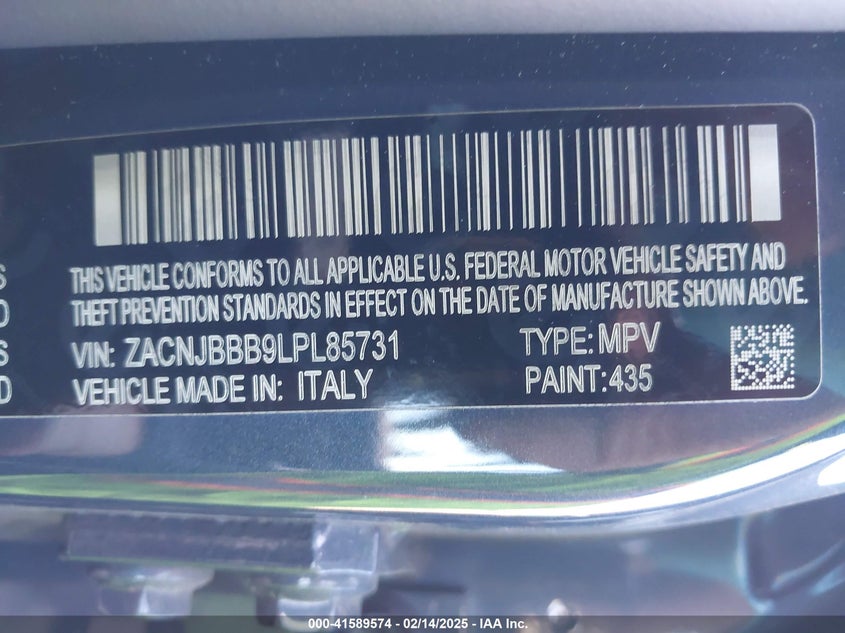 THIS VEHICLE CONFORMS TO ALL APPLICABLE U.S. FEDERAL MOTOR VEHICLE SAFETY AND
THEFT PREVENTION STANDARDS IN EFFECT ON THE DATE OF MANUFACTURE SHOWN ABOVE.
VIN: ZACNJBBB9LPL85731 TYPE: MPV
VEHICLE MADE IN: ITALY PAINT:435
S
D
S
D
000-41589574 - 02/14/2025 - IAA Inc.